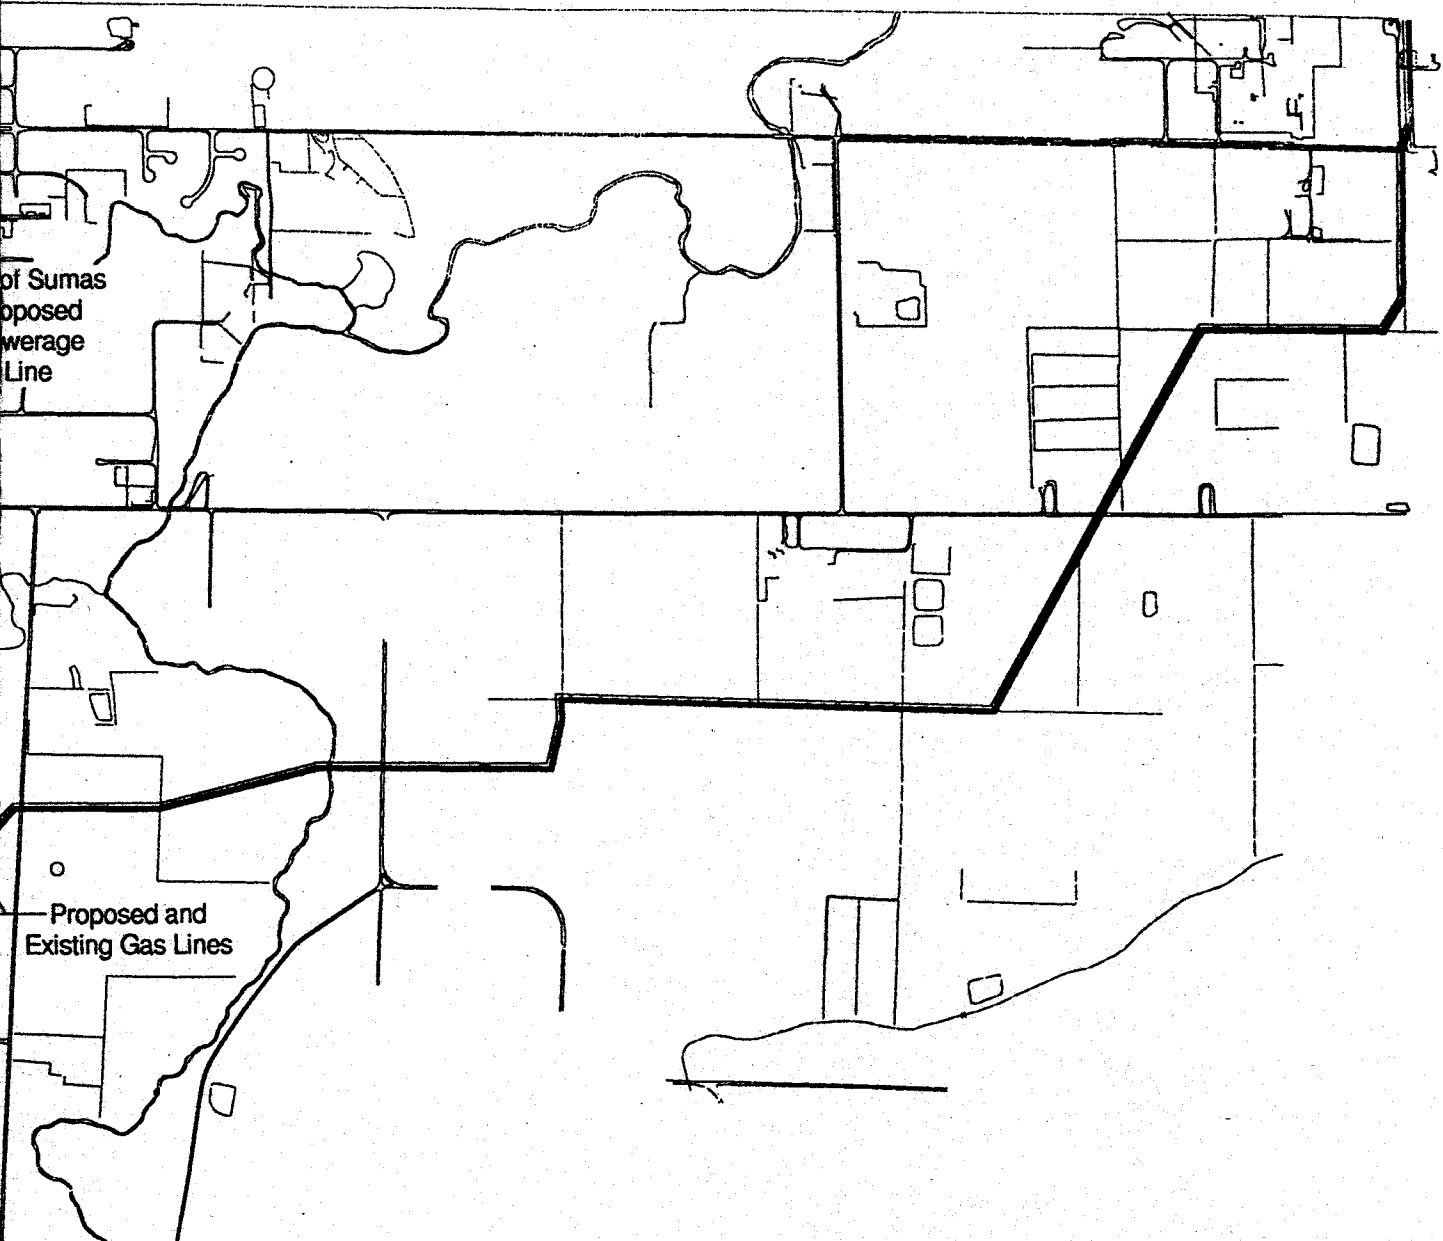 of Sumas
oposed
werage
Line
Proposed and
Existing Gas Lines